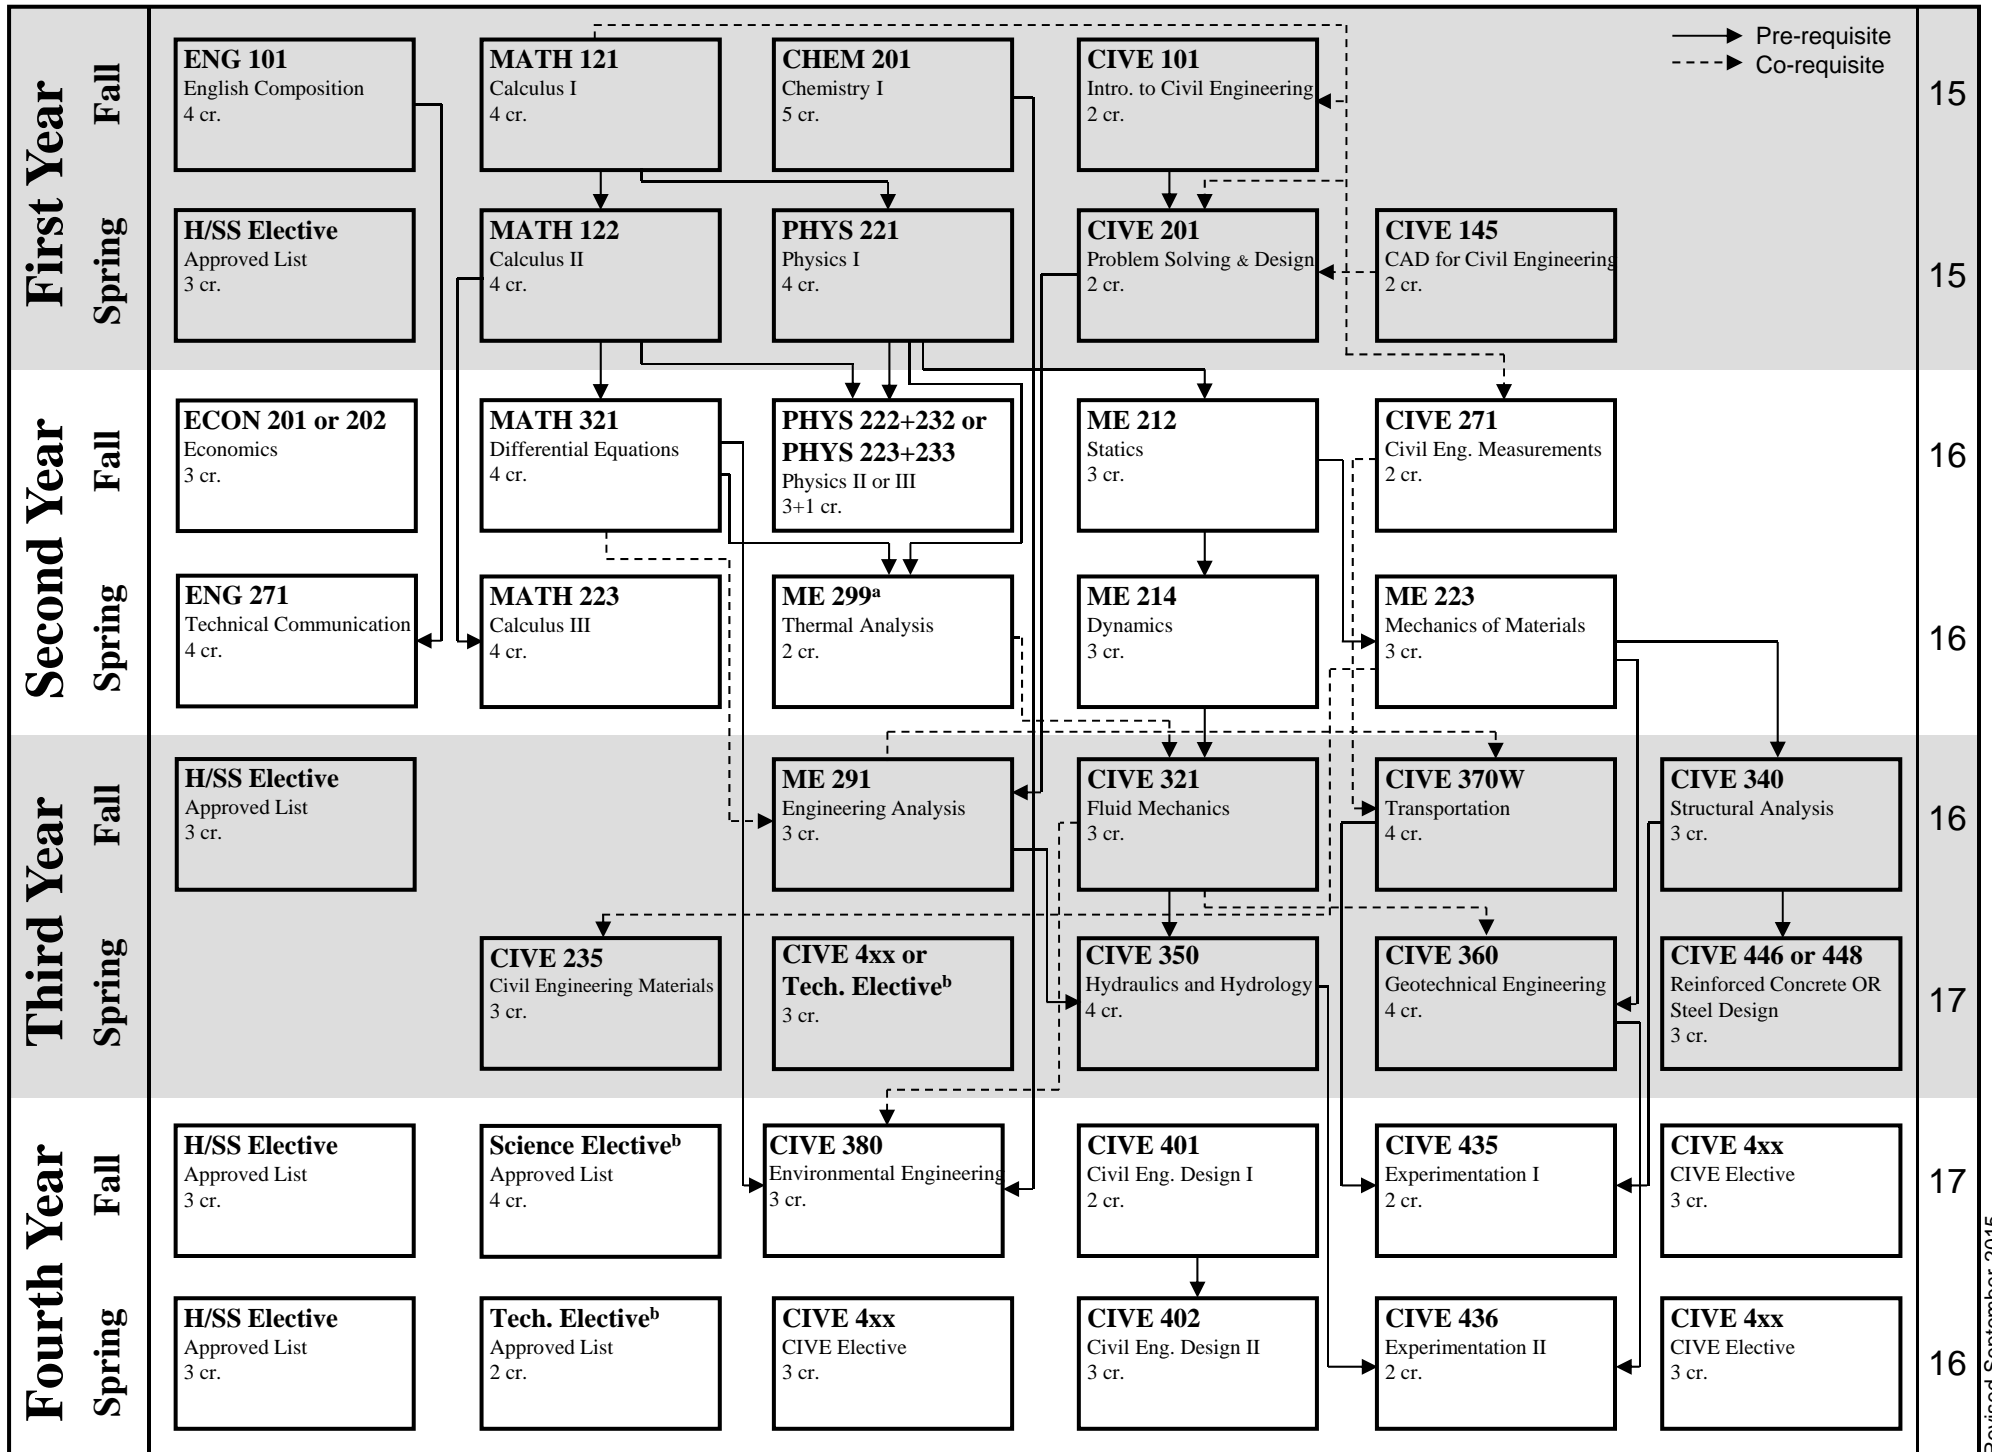 Pre-requisite
Co-requisite
First Year
Fall
ENG 101
English Composition
4 cr.
MATH 121
Calculus I
4 cr.
CHEM 201
Chemistry I
5 cr.
CIVE 101
Intro. to Civil Engineering
2 cr.
15
Spring
H/SS Elective
Approved List
3 cr.
MATH 122
Calculus II
4 cr.
PHYS 221
Physics I
4 cr.
CIVE 201
Problem Solving & Design
2 cr.
CIVE 145
CAD for Civil Engineering
2 cr.
15
Second Year
Fall
ECON 201 or 202
Economics
3 cr.
MATH 321
Differential Equations
4 cr.
PHYS 222+232 or
PHYS 223+233
Physics II or III
3+1 cr.
ME 212
Statics
3 cr.
CIVE 271
Civil Eng. Measurements
2 cr.
16
Spring
ENG 271
Technical Communication
4 cr.
MATH 223
Calculus III
4 cr.
ME 299ᵃ
Thermal Analysis
2 cr.
ME 214
Dynamics
3 cr.
ME 223
Mechanics of Materials
3 cr.
16
Third Year
Fall
H/SS Elective
Approved List
3 cr.
ME 291
Engineering Analysis
3 cr.
CIVE 321
Fluid Mechanics
3 cr.
CIVE 370W
Transportation
4 cr.
CIVE 340
Structural Analysis
3 cr.
16
Spring
CIVE 235
Civil Engineering Materials
3 cr.
CIVE 4xx or
Tech. Electiveᵇ
3 cr.
CIVE 350
Hydraulics and Hydrology
4 cr.
CIVE 360
Geotechnical Engineering
4 cr.
CIVE 446 or 448
Reinforced Concrete OR
Steel Design
3 cr.
17
Fourth Year
Fall
H/SS Elective
Approved List
3 cr.
Science Electiveᵇ
Approved List
4 cr.
CIVE 380
Environmental Engineering
3 cr.
CIVE 401
Civil Eng. Design I
2 cr.
CIVE 435
Experimentation I
2 cr.
CIVE 4xx
CIVE Elective
3 cr.
17
Spring
H/SS Elective
Approved List
3 cr.
Tech. Electiveᵇ
Approved List
2 cr.
CIVE 4xx
CIVE Elective
3 cr.
CIVE 402
Civil Eng. Design II
3 cr.
CIVE 436
Experimentation II
2 cr.
CIVE 4xx
CIVE Elective
3 cr.
16
Revised September 2015